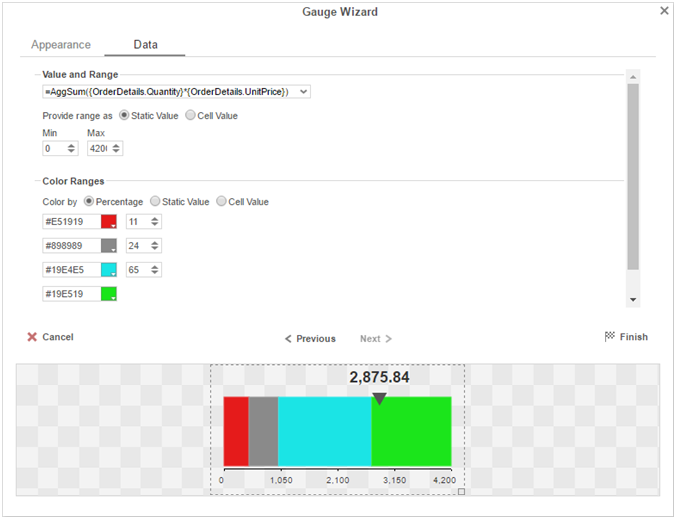 Gauge Wizard
Appearance Data
Value and Range
=AggSum({OrderDetails.Quantity}*{OrderDetails.UnitPrice})
Provide range as Static Value Cell Value
Min Max
0 420
Color Ranges
Color by Percentage Static Value Cell Value
#E51919 11
#898989 24
#19E4E5 65
#19E519
Cancel Previous Next Finish
2,875.84
0 1,050 2,100 3,150 4,200